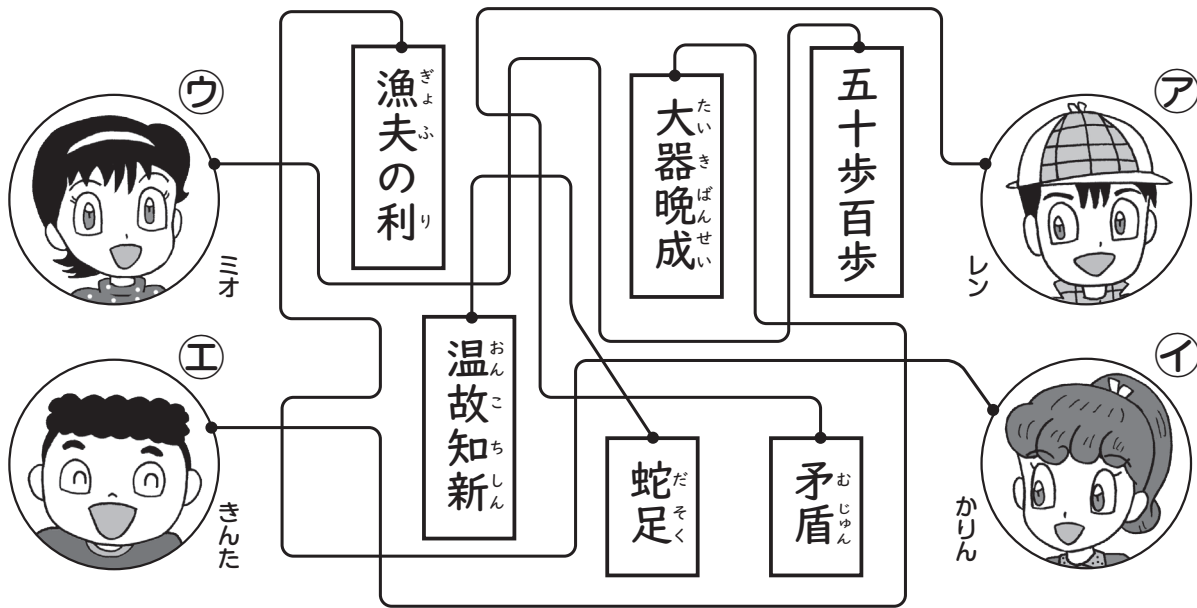 ア
レン
イ
かりん
五十歩百歩
大器晩成
たいきばんせい
矛盾
むじゅん
蛇足
だそく
漁夫の利
ぎょふり
温故知新
おんこちしん
ウ
ミオ
エ
きんた